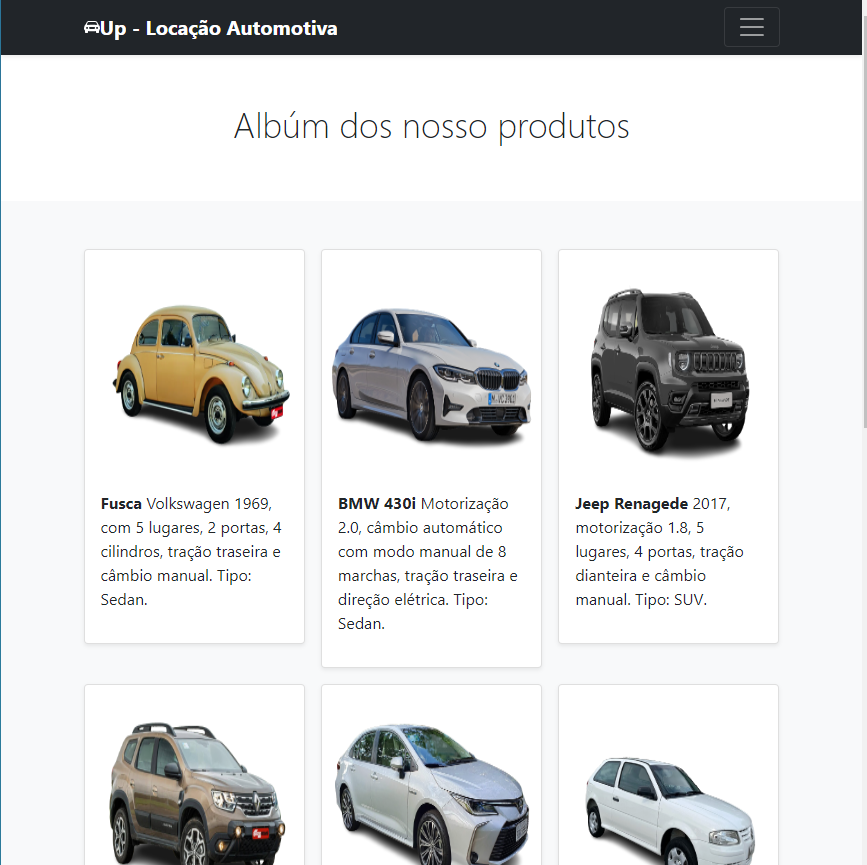 Up - Locação Automotiva
Albúm dos nosso produtos
Fusca Volkswagen 1969,
com 5 lugares, 2 portas, 4
cilindros, tração traseira e
câmbio manual. Tipo:
Sedan.
BMW 430i Motorização
2.0, câmbio automático
com modo manual de 8
marchas, tração traseira e
direção elétrica. Tipo:
Sedan.
Jeep Renagede 2017,
motorização 1.8, 5
lugares, 4 portas, tração
dianteira e câmbio
manual. Tipo: SUV.